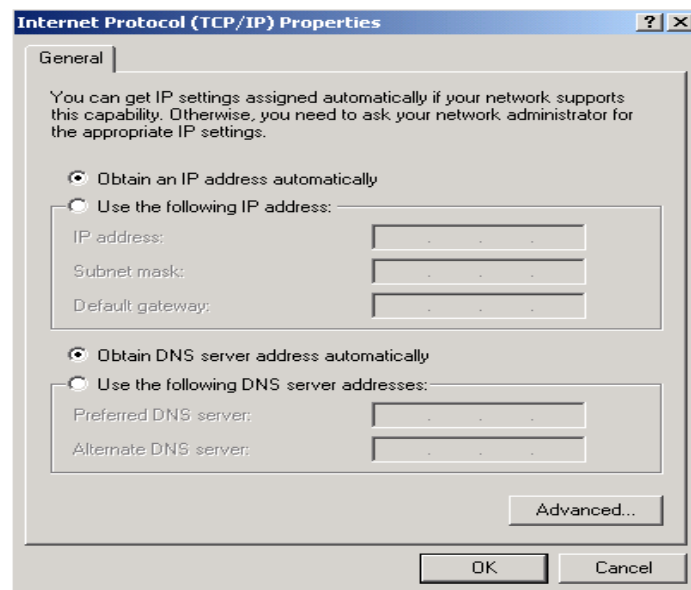 Internet Protocol (TCP/IP) Properties
General
You can get IP settings assigned automatically if your network supports
this capability. Otherwise, you need to ask your network administrator for
the appropriate IP settings.
Obtain an IP address automatically
Use the following IP address:
IP address:
Subnet mask:
Default gateway:
Obtain DNS server address automatically
Use the following DNS server addresses:
Preferred DNS server:
Alternate DNS server:
Advanced...
OK Cancel